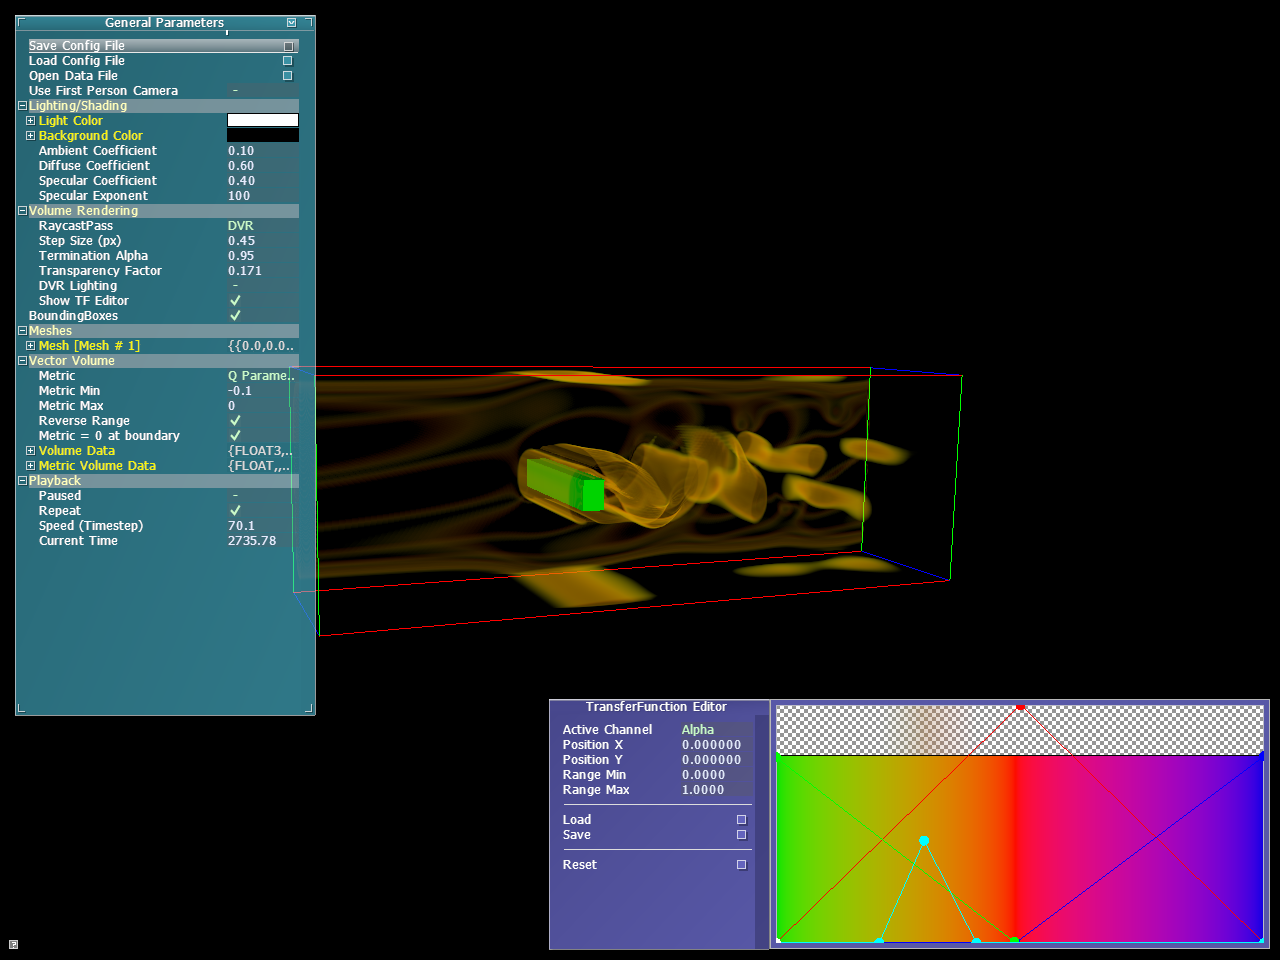 General Parameters
Save Config File
Load Config File
Open Data File
Use First Person Camera -
Lighting/Shading
Light Color
Background Color
Ambient Coefficient 0.10
Diffuse Coefficient 0.60
Specular Coefficient 0.40
Specular Exponent 100
Volume Rendering
RaycastPass DVR
Step Size (px) 0.45
Termination Alpha 0.95
Transparency Factor 0.171
DVR Lighting -
Show TF Editor ✓
BoundingBoxes ✓
Meshes
Mesh [Mesh # 1] {{0.0,0.0..
Vector Volume
Metric Q Parame..
Metric Min -0.1
Metric Max 0
Reverse Range ✓
Metric = 0 at boundary ✓
Volume Data {FLOAT3,..
Metric Volume Data {FLOAT,,..
Playback
Paused -
Repeat ✓
Speed (Timestep) 70.1
Current Time 2735.78
TransferFunction Editor
Active Channel Alpha
Position X 0.000000
Position Y 0.000000
Range Min 0.0000
Range Max 1.0000
Load
Save
Reset
?